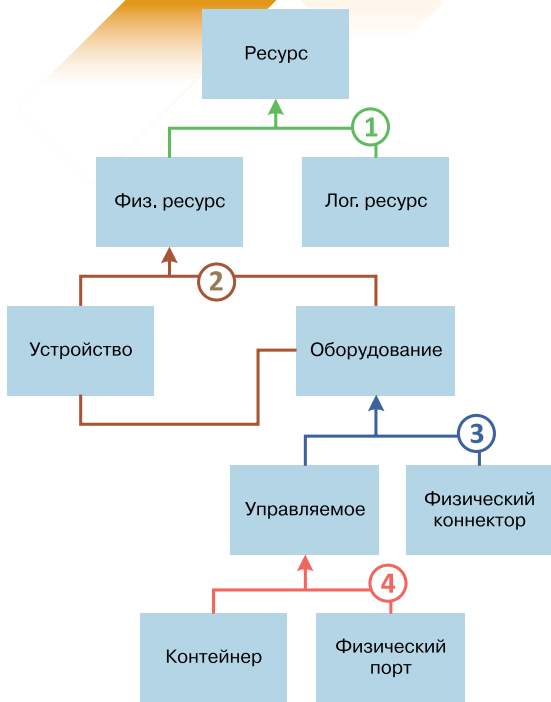 Ресурс
1
Физ. ресурс
Лог. ресурс
2
Устройство
Оборудование
3
Управляемое
Физический
коннектор
4
Контейнер
Физический
порт